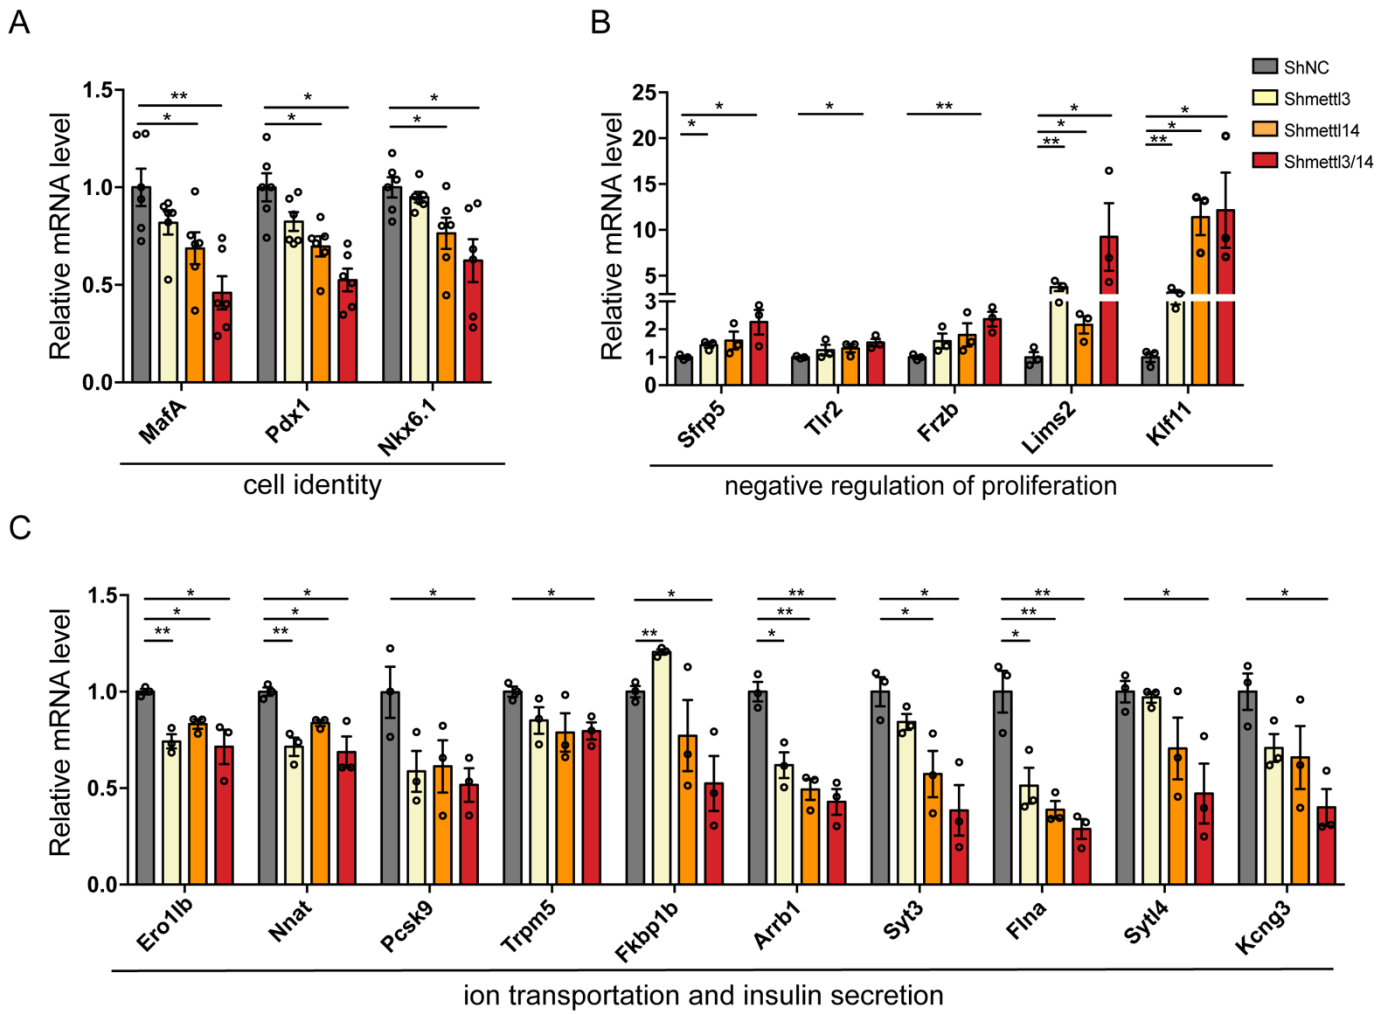 A
Relative mRNA level
1.5
1.0
0.5
0.0
** * * * * *
MafA Pdx1 Nkx6.1
cell identity
B
Relative mRNA level
25
20
15
10
5
3
2
1
0
* * * ** * * ** * * **
Sfrp5 Tlr2 Frzb Lims2 Klf11
negative regulation of proliferation
ShNC
Shmettl3
Shmettl14
Shmettl3/14
C
Relative mRNA level
1.5
1.0
0.5
0.0
* * ** * * ** * * * ** ** ** * * * ** ** * * *
Ero1lb Nnat Pcsk9 Trpm5 Fkbp1b Arrb1 Syt3 Flna Sytl4 Kcng3
ion transportation and insulin secretion